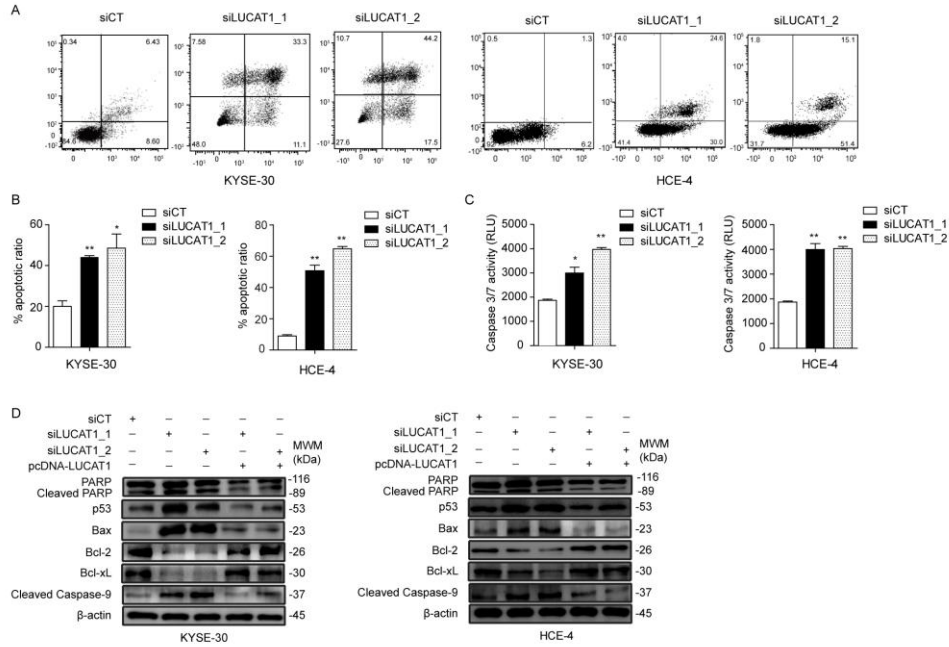 A
siCT siLUCAT1_1 siLUCAT1_2 siCT siLUCAT1_1 siLUCAT1_2
0.34 6.43 7.58 33.3 10.7 44.2 0.5 1.3 4.0 24.6 1.8 15.1
8.60 48.0 11.1 27.6 17.5 6.2 41.4 30.0 31.7 51.4
KYSE-30 HCE-4
B
siCT
siLUCAT1_1
siLUCAT1_2
% apoptotic ratio
60
40
20
0
** *
KYSE-30
siCT
siLUCAT1_1
siLUCAT1_2
% apoptotic ratio
80
60
40
20
0
** **
HCE-4
C
siCT
siLUCAT1_1
siLUCAT1_2
Caspase 3/7 activity (RLU)
5000
4000
3000
2000
1000
0
* **
KYSE-30
siCT
siLUCAT1_1
siLUCAT1_2
Caspase 3/7 activity (RLU)
5000
4000
3000
2000
1000
0
** **
HCE-4
D
siCT + – – – –
siLUCAT1_1 – + – + –
siLUCAT1_2 – – + – +
pcDNA-LUCAT1 – – – + +
MWM
(kDa)
PARP -116
Cleaved PARP -89
p53 -53
Bax -23
Bcl-2 -26
Bcl-xL -30
Cleaved Caspase-9 -37
β-actin -45
KYSE-30
siCT + – – – –
siLUCAT1_1 – + – + –
siLUCAT1_2 – – + – +
pcDNA-LUCAT1 – – – + +
MWM
(kDa)
PARP -116
Cleaved PARP -89
p53 -53
Bax -23
Bcl-2 -26
Bcl-xL -30
Cleaved Caspase-9 -37
β-actin -45
HCE-4